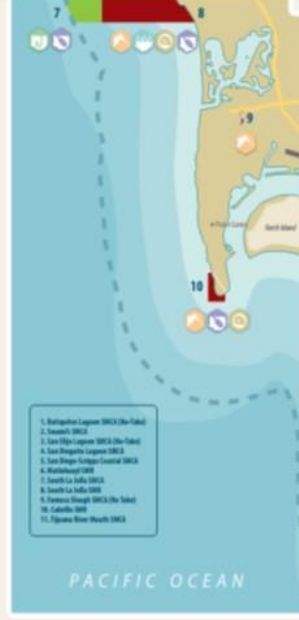 7
8
9
10
North Island
1. Batiquitos Lagoon SMCA (No-Take)
2. Swami's SMCA
3. San Elijo Lagoon SMCA (No-Take)
4. San Dieguito Lagoon SMCA
5. San Diego-Scripps Coastal SMCA
6. Matlahuayl SMR
7. South La Jolla SMCA
8. South La Jolla SMR
9. Famosa Slough SMCA (No Take)
10. Cabrillo SMR
11. Tijuana River Mouth SMCA
PACIFIC OCEAN